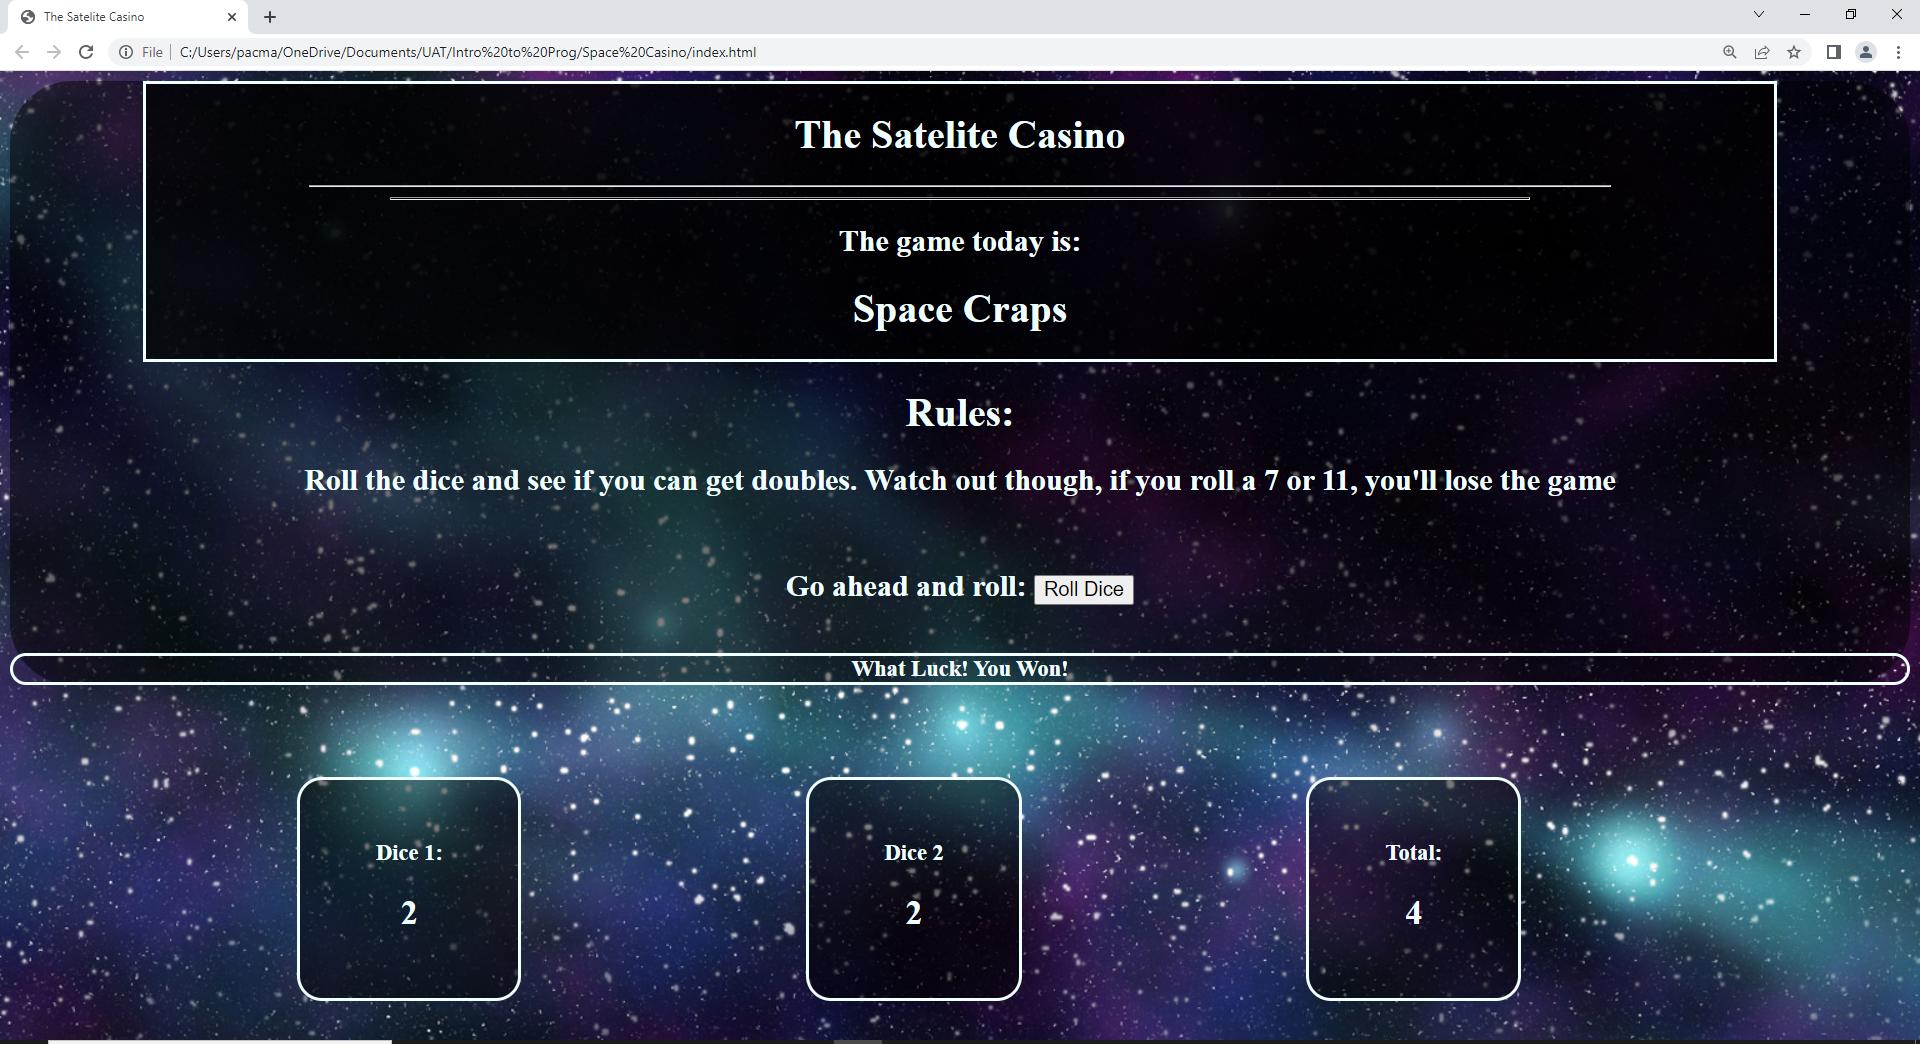 The Satelite Casino
File
C:/Users/pacma/OneDrive/Documents/UAT/Intro%20to%20Prog/Space%20Casino/index.html
The Satelite Casino
The game today is:
Space Craps
Rules:
Roll the dice and see if you can get doubles. Watch out though, if you roll a 7 or 11, you'll lose the game
Go ahead and roll: Roll Dice
What Luck! You Won!
Dice 1: Dice 2 Total:
2 2 4